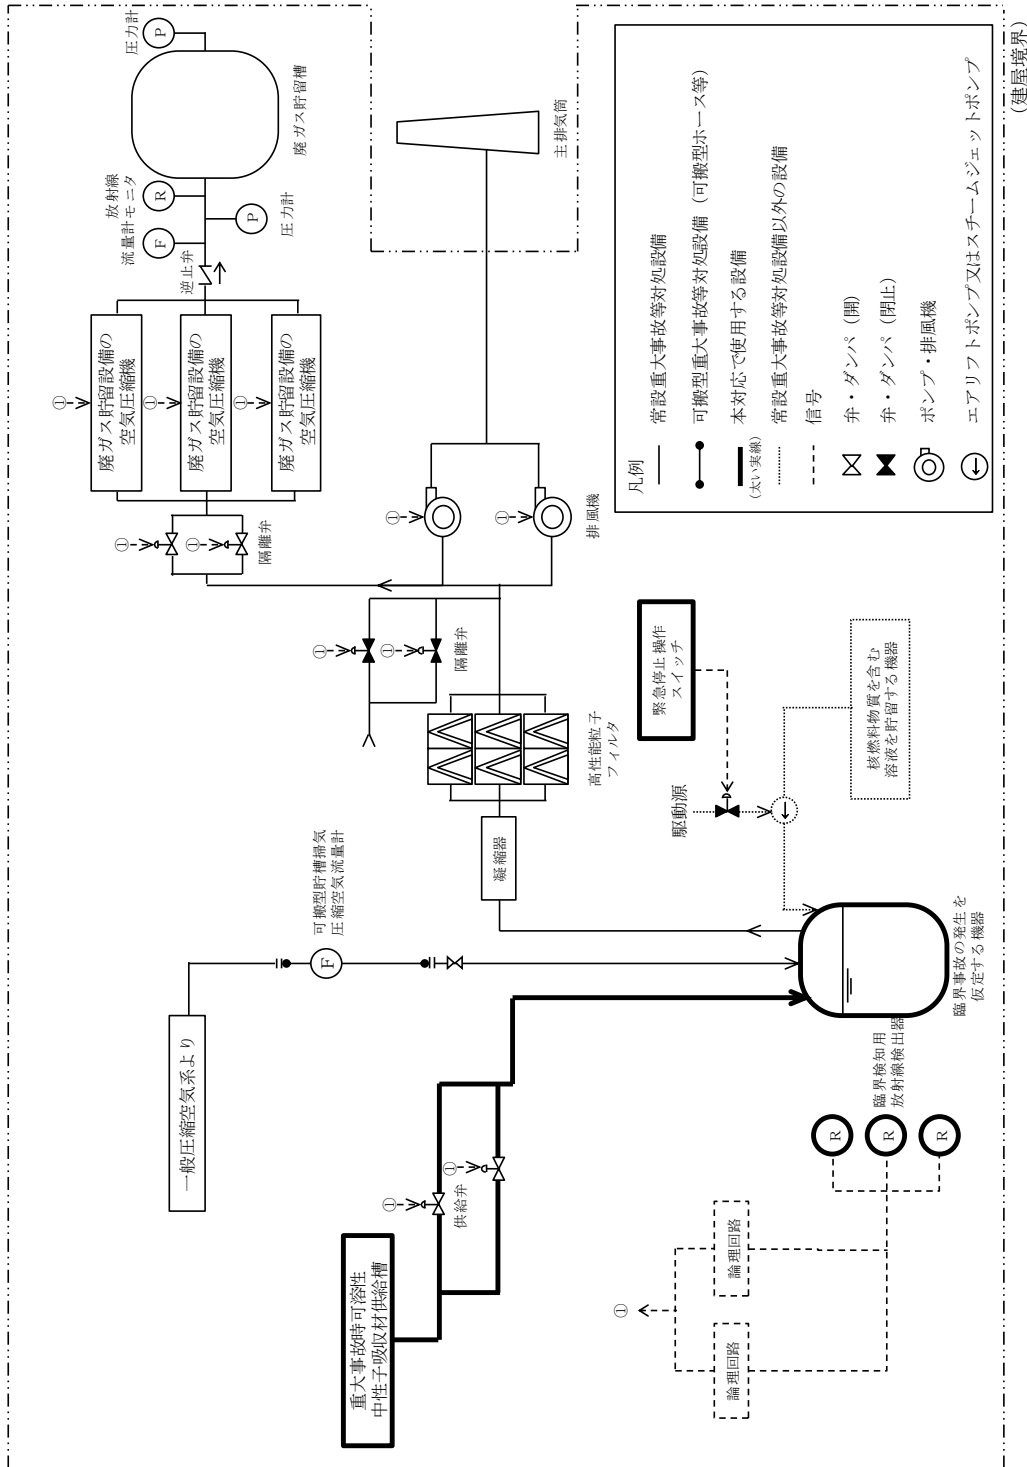 (建屋境界)
圧力計
P
廃ガス貯留槽
放射線
モニタ
R
流量計
F
P
圧力計
逆止弁
①
廃ガス貯留設備の
空気圧縮機
①
廃ガス貯留設備の
空気圧縮機
①
廃ガス貯留設備の
空気圧縮機
①
①
隔離弁
主排気筒
①
①
排風機
①
①
隔離弁
高性能粒子
フィルタ
凝縮器
凡例
常設重大事故等対処設備
可搬型重大事故等対処設備（可搬型ホース等）
(太い実線)
本対応で使用する設備
常設重大事故等対処設備以外の設備
信号
弁・ダンパ（開）
弁・ダンパ（閉止）
ポンプ・排風機
エアリフトポンプ又はスチームジェットポンプ
緊急停止操作
スイッチ
駆動源
核燃料物質を含む
溶液を貯留する機器
可搬型貯槽掃気
圧縮空気流量計
F
一般圧縮空気系より
臨界事故の発生を
仮定する機器
臨界検知用
放射線検出器
R
R
R
①
①
供給弁
重大事故時可溶性
中性子吸収材供給槽
論理回路
論理回路
①